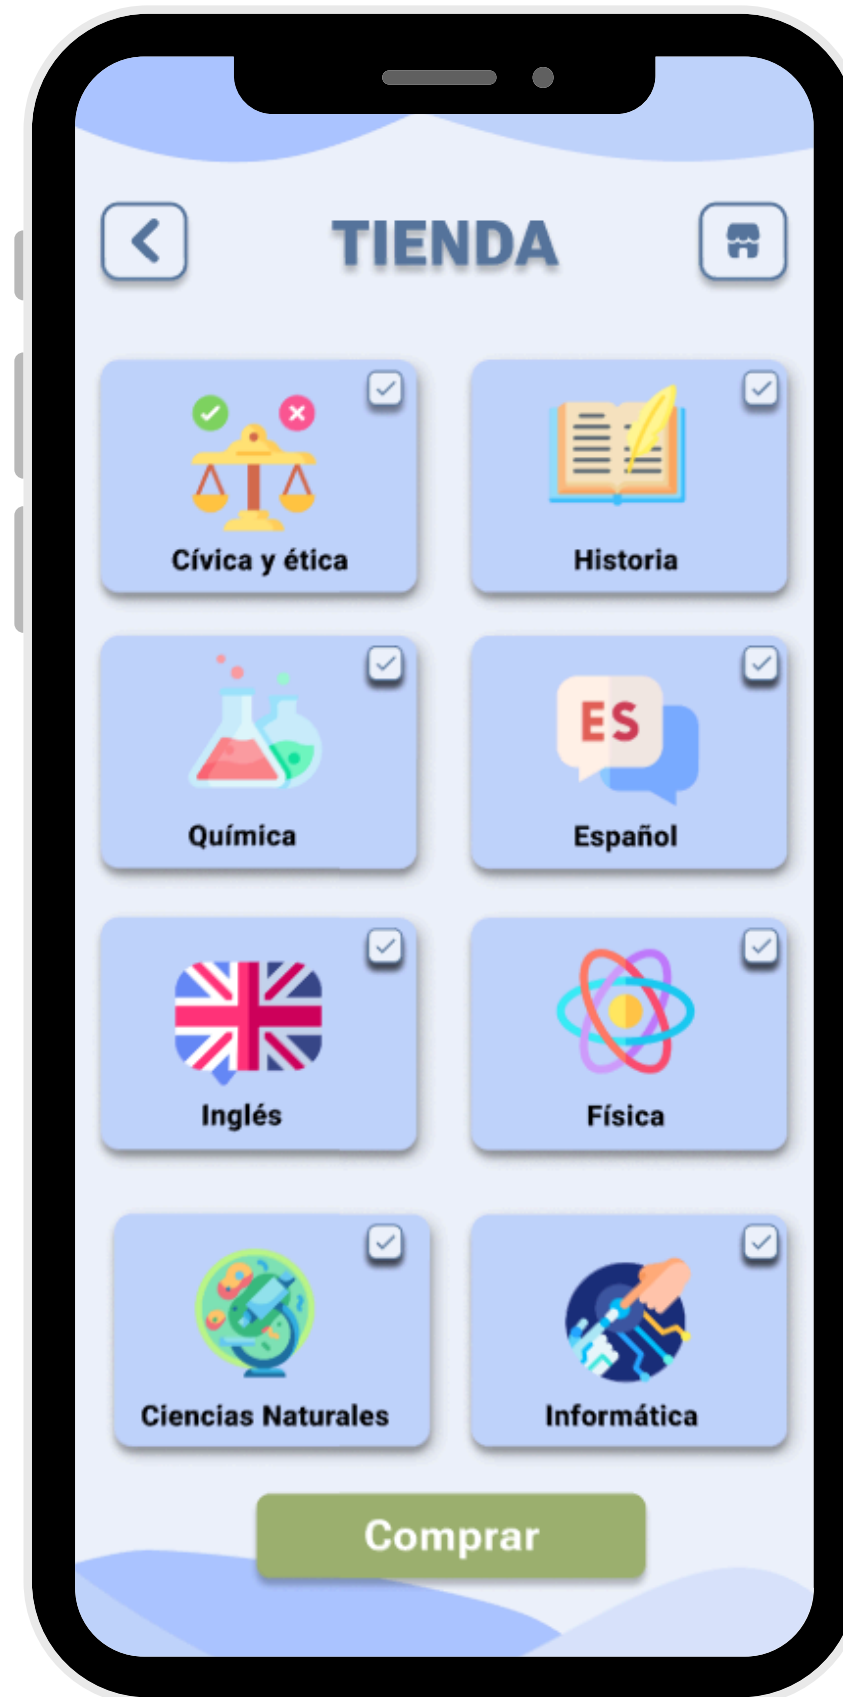 TIENDA
Cívica y ética
Historia
Química
ES
Español
Inglés
Física
Ciencias Naturales
Informática
Comprar